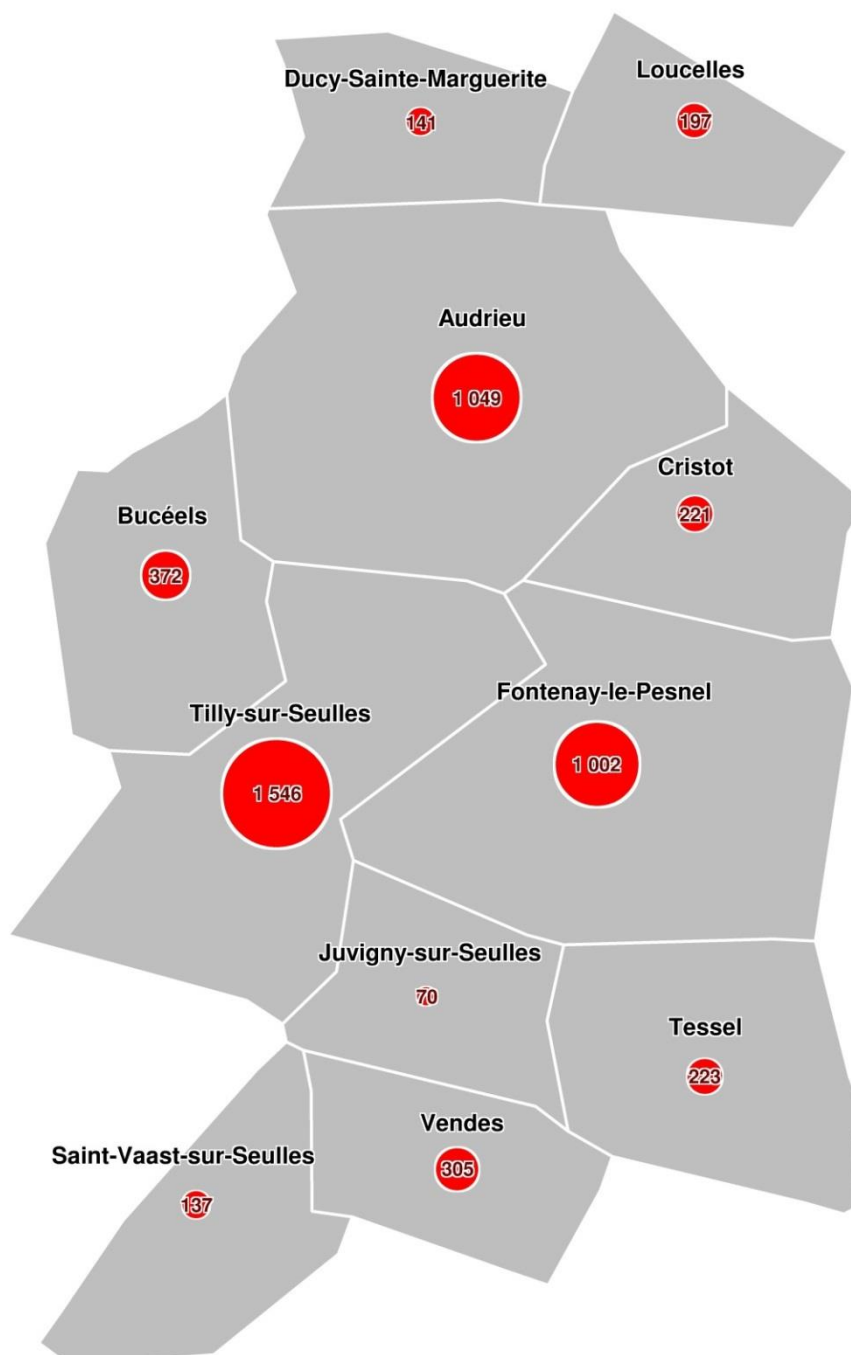 Ducy-Sainte-Marguerite
141
Loucelles
197
Audrieu
1 049
Cristot
221
Bucéels
372
Fontenay-le-Pesnel
1 002
Tilly-sur-Seulles
1 546
Juvigny-sur-Seulles
70
Tessel
223
Vendes
305
Saint-Vaast-sur-Seulles
137